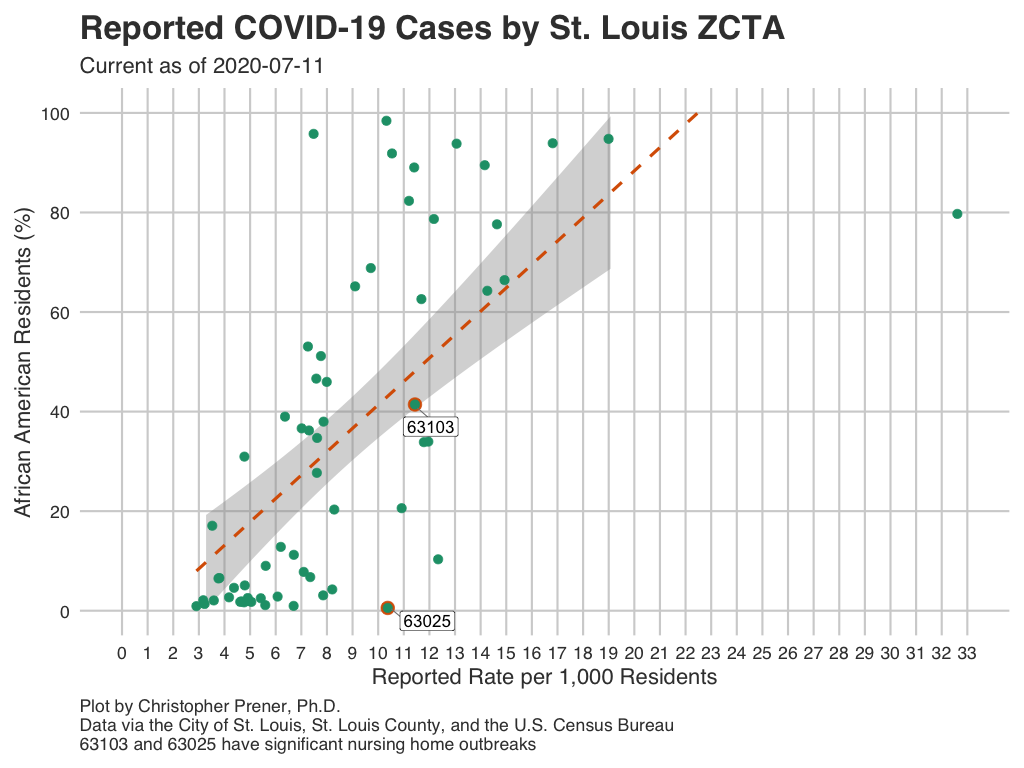 Reported COVID-19 Cases by St. Louis ZCTA
Current as of 2020-07-11
African American Residents (%)
100
80
60
40
20
0
63103
63025
0 1 2 3 4 5 6 7 8 9 10 11 12 13 14 15 16 17 18 19 20 21 22 23 24 25 26 27 28 29 30 31 32 33
Reported Rate per 1,000 Residents
Plot by Christopher Prener, Ph.D.
Data via the City of St. Louis, St. Louis County, and the U.S. Census Bureau
63103 and 63025 have significant nursing home outbreaks